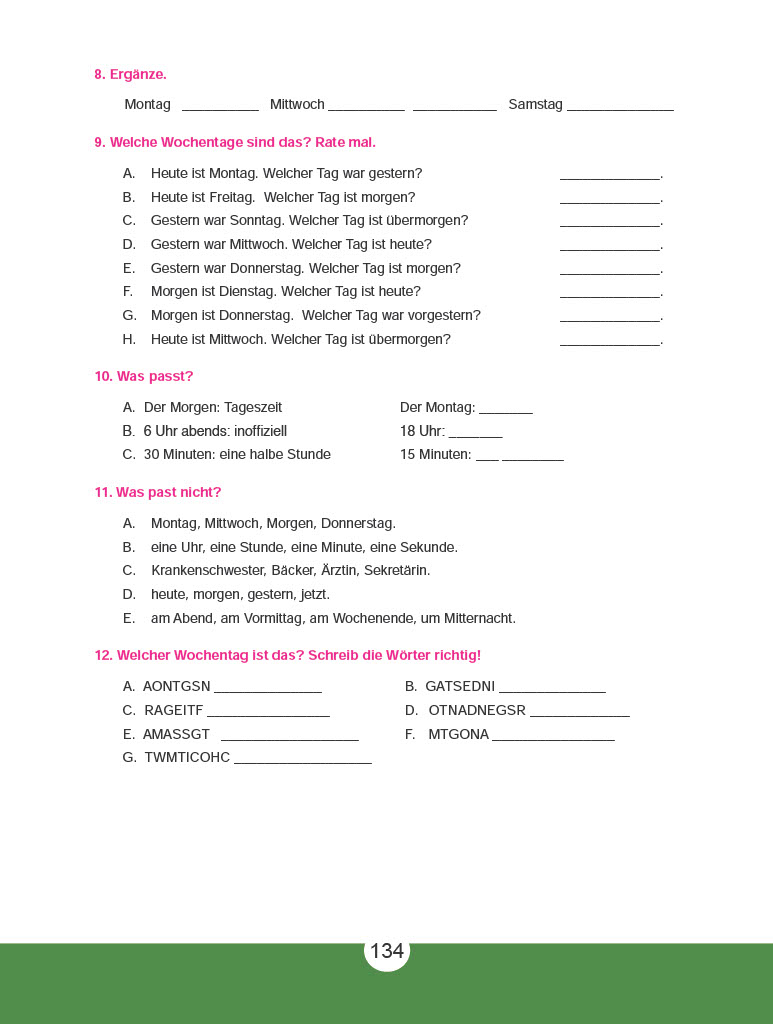 8. Ergänze.
Montag __________ Mittwoch __________ ___________ Samstag ______________
9. Welche Wochentage sind das? Rate mal.
A. Heute ist Montag. Welcher Tag war gestern? _____________.
B. Heute ist Freitag. Welcher Tag ist morgen? _____________.
C. Gestern war Sonntag. Welcher Tag ist übermorgen? _____________.
D. Gestern war Mittwoch. Welcher Tag ist heute? _____________.
E. Gestern war Donnerstag. Welcher Tag ist morgen? _____________.
F. Morgen ist Dienstag. Welcher Tag ist heute? _____________.
G. Morgen ist Donnerstag. Welcher Tag war vorgestern? _____________.
H. Heute ist Mittwoch. Welcher Tag ist übermorgen? _____________.
10. Was passt?
A. Der Morgen: Tageszeit Der Montag: _______
B. 6 Uhr abends: inoffiziell 18 Uhr: _______
C. 30 Minuten: eine halbe Stunde 15 Minuten: ___ ________
11. Was past nicht?
A. Montag, Mittwoch, Morgen, Donnerstag.
B. eine Uhr, eine Stunde, eine Minute, eine Sekunde.
C. Krankenschwester, Bäcker, Ärztin, Sekretärin.
D. heute, morgen, gestern, jetzt.
E. am Abend, am Vormittag, am Wochenende, um Mitternacht.
12. Welcher Wochentag ist das? Schreib die Wörter richtig!
A. AONTGSN ______________ B. GATSEDNI ______________
C. RAGEITF ________________ D. OTNADNEGSR _____________
E. AMASSGT __________________ F. MTGONA ________________
G. TWMTICOHC __________________
134